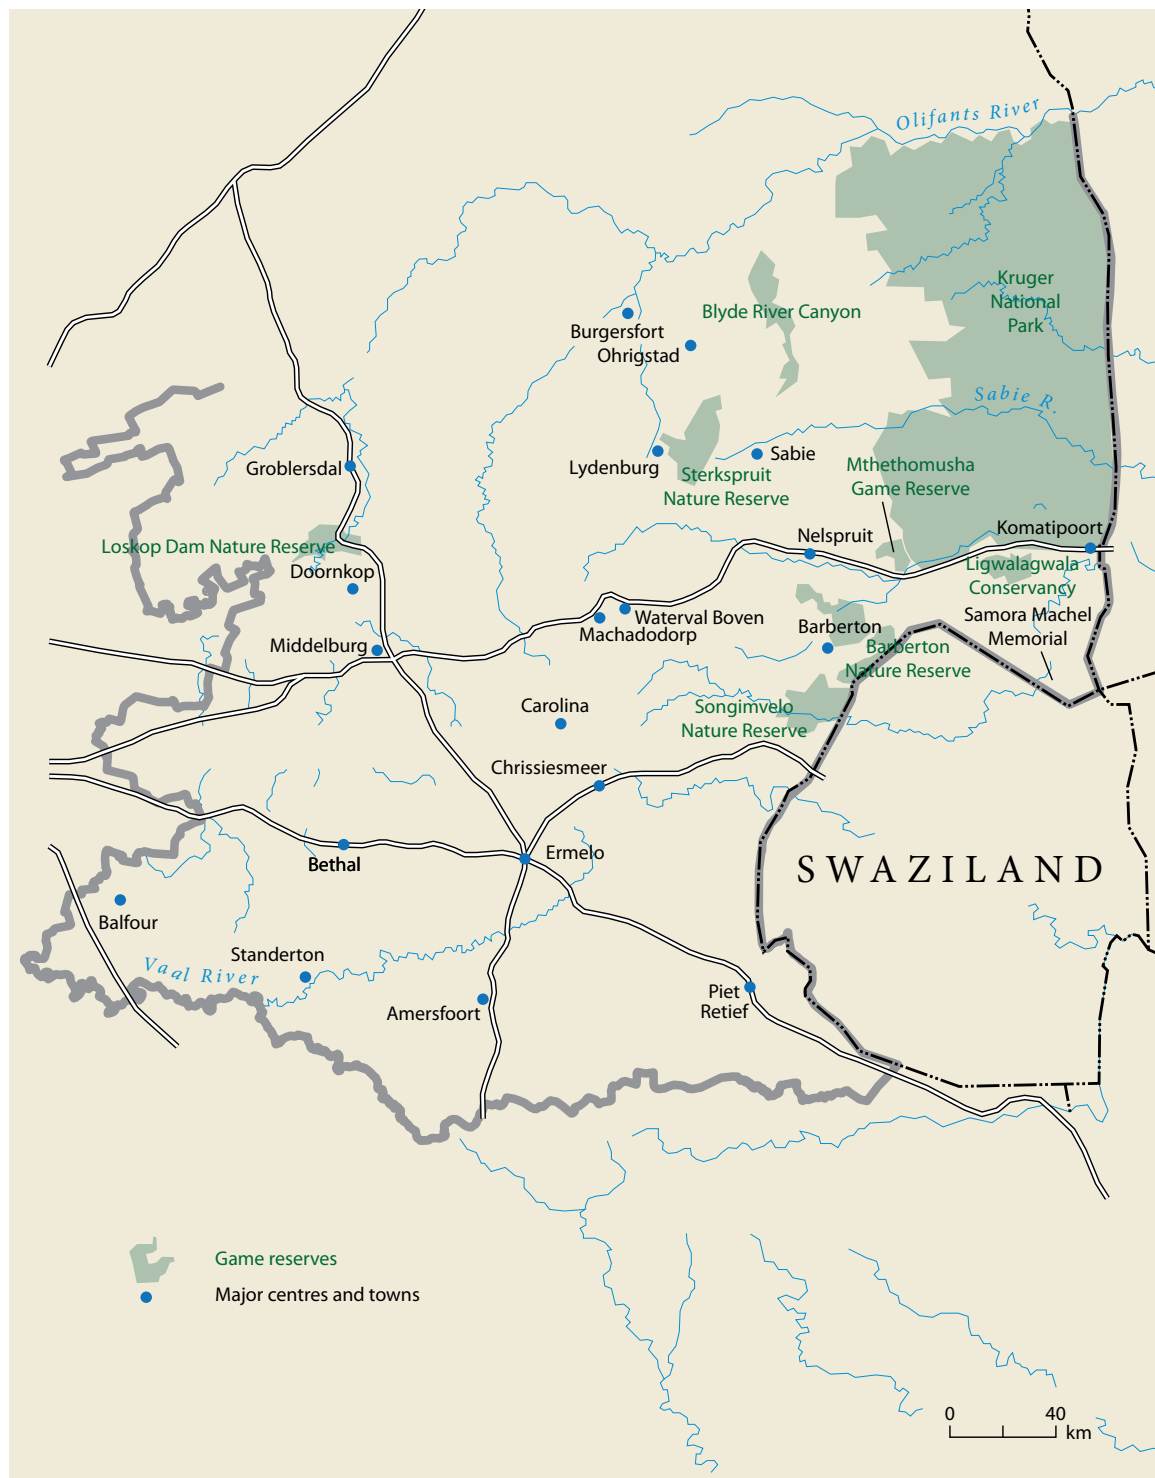 Olifants River
Kruger
National
Park
Blyde River Canyon
Burgersfort
Ohrigstad
Sabie R.
Groblersdal
Lydenburg
Sabie
Sterkspruit
Nature Reserve
Mthethomusha
Game Reserve
Nelspruit
Komatipoort
Loskop Dam Nature Reserve
Doornkop
Ligwalagwala
Conservancy
Waterval Boven
Machadodorp
Barberton
Samora Machel
Memorial
Middelburg
Barberton
Nature Reserve
Carolina
Songimvelo
Nature Reserve
Chrissiesmeer
Ermelo
Bethal
SWAZILAND
Balfour
Standerton
Vaal River
Piet
Retief
Amersfoort
Game reserves
Major centres and towns
0 40
km